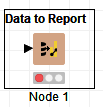 Data to Report
Node 1